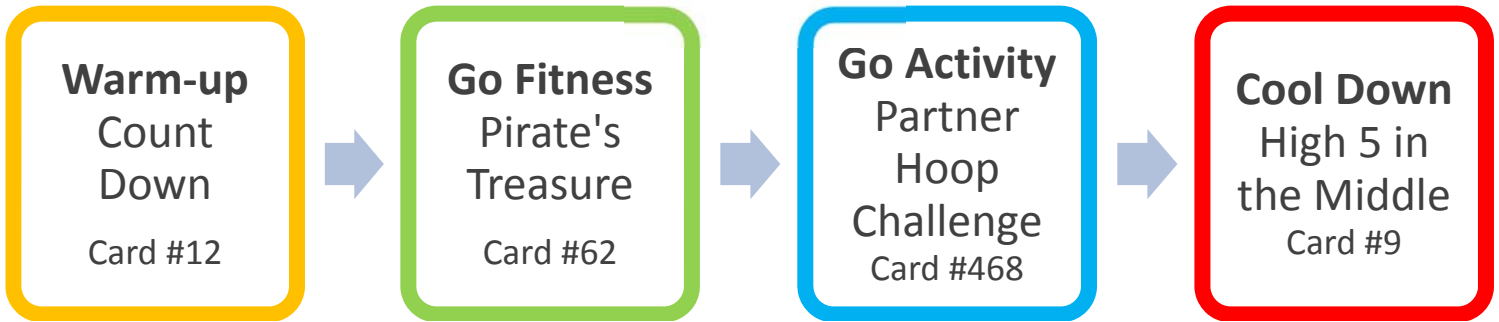 Warm-up
Count
Down
Card #12
Go Fitness
Pirate's
Treasure
Card #62
Go Activity
Partner
Hoop
Challenge
Card #468
Cool Down
High 5 in
the Middle
Card #9